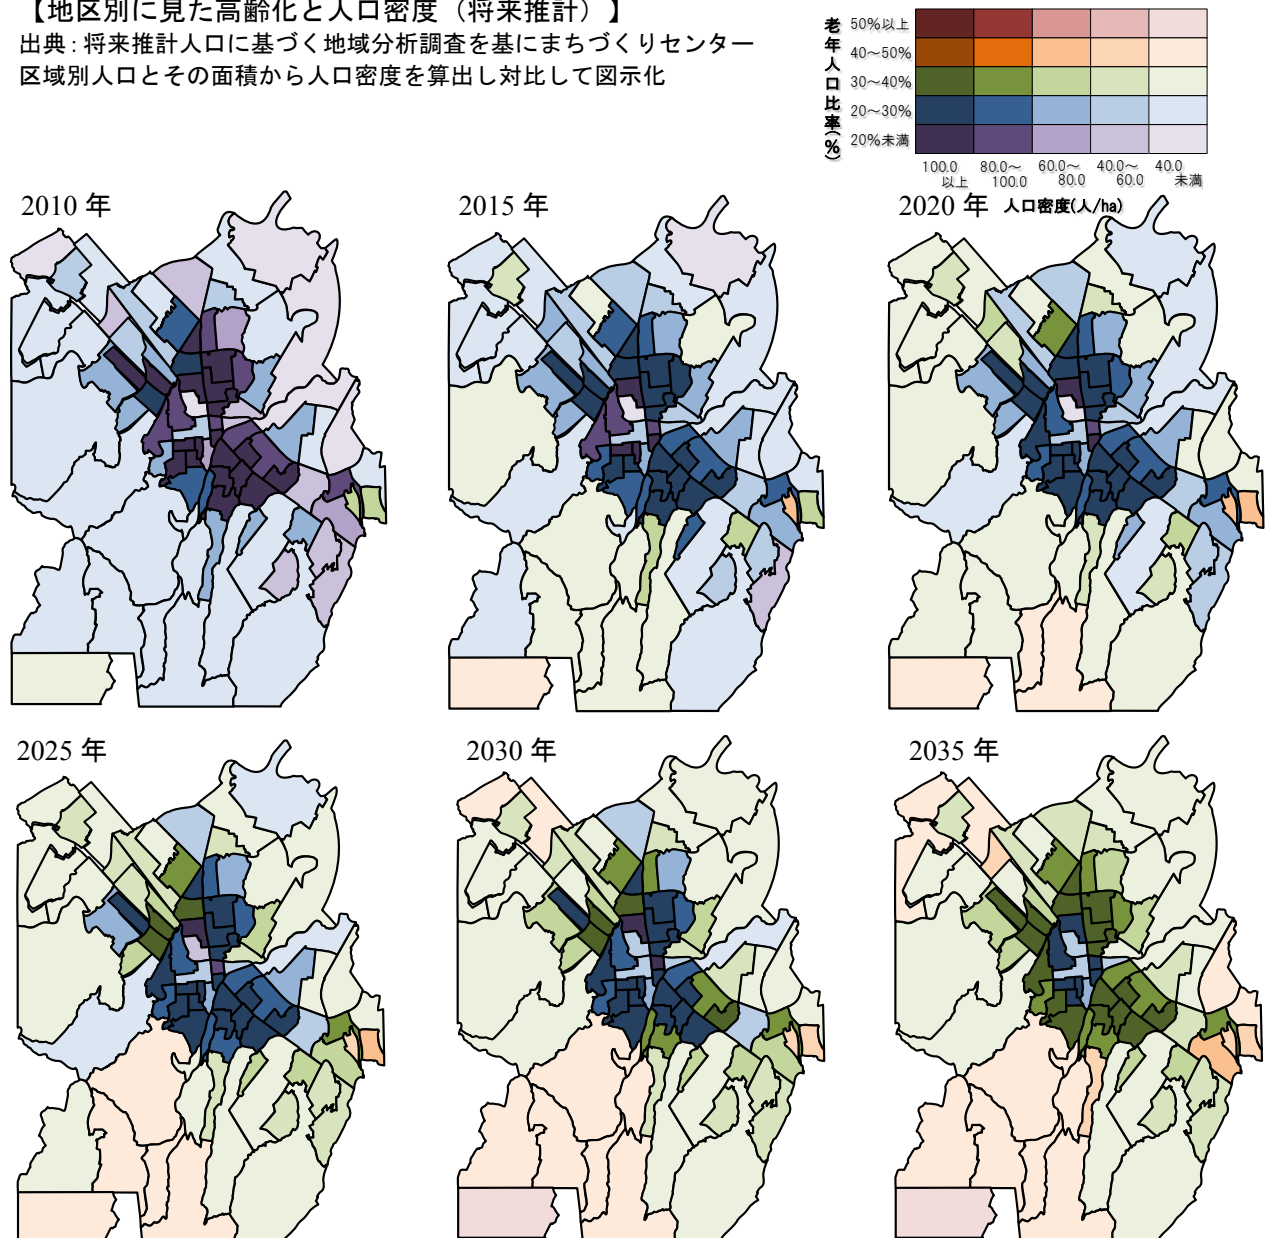 【地区別に見た高齢化と人口密度（将来推計）】
出典：将来推計人口に基づく地域分析調査を基にまちづくりセンター
区域別人口とその面積から人口密度を算出し対比して図示化
老年人口比率(%)
50%以上
40～50%
30～40%
20～30%
20%未満
100.0以上
80.0～100.0
60.0～80.0
40.0～60.0
40.0未満
人口密度(人/ha)
2010 年
2015 年
2020 年
2025 年
2030 年
2035 年